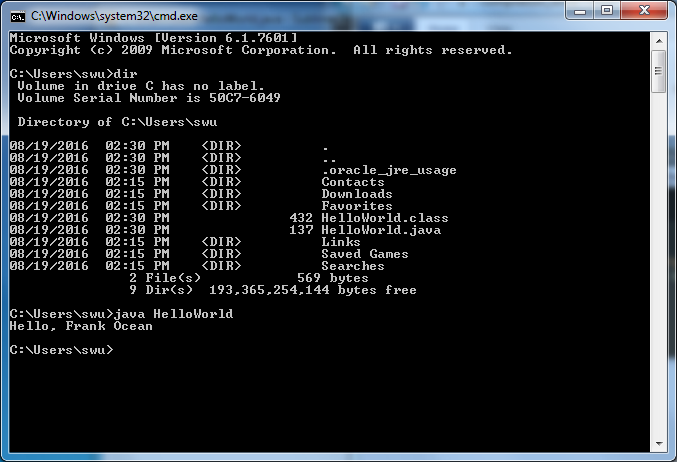 C:\Windows\system32\cmd.exe
Microsoft Windows [Version 6.1.7601]
Copyright (c) 2009 Microsoft Corporation.  All rights reserved.
C:\Users\swu>dir
 Volume in drive C has no label.
 Volume Serial Number is 50C7-6049
 Directory of C:\Users\swu
08/19/2016  02:30 PM    <DIR>          .
08/19/2016  02:30 PM    <DIR>          ..
08/19/2016  02:30 PM    <DIR>          .oracle_jre_usage
08/19/2016  02:15 PM    <DIR>          Contacts
08/19/2016  02:15 PM    <DIR>          Downloads
08/19/2016  02:15 PM    <DIR>          Favorites
08/19/2016  02:30 PM               432 HelloWorld.class
08/19/2016  02:30 PM               137 HelloWorld.java
08/19/2016  02:15 PM    <DIR>          Links
08/19/2016  02:15 PM    <DIR>          Saved Games
08/19/2016  02:15 PM    <DIR>          Searches
               2 File(s)            569 bytes
               9 Dir(s)  193,365,254,144 bytes free
C:\Users\swu>java HelloWorld
Hello, Frank Ocean
C:\Users\swu>